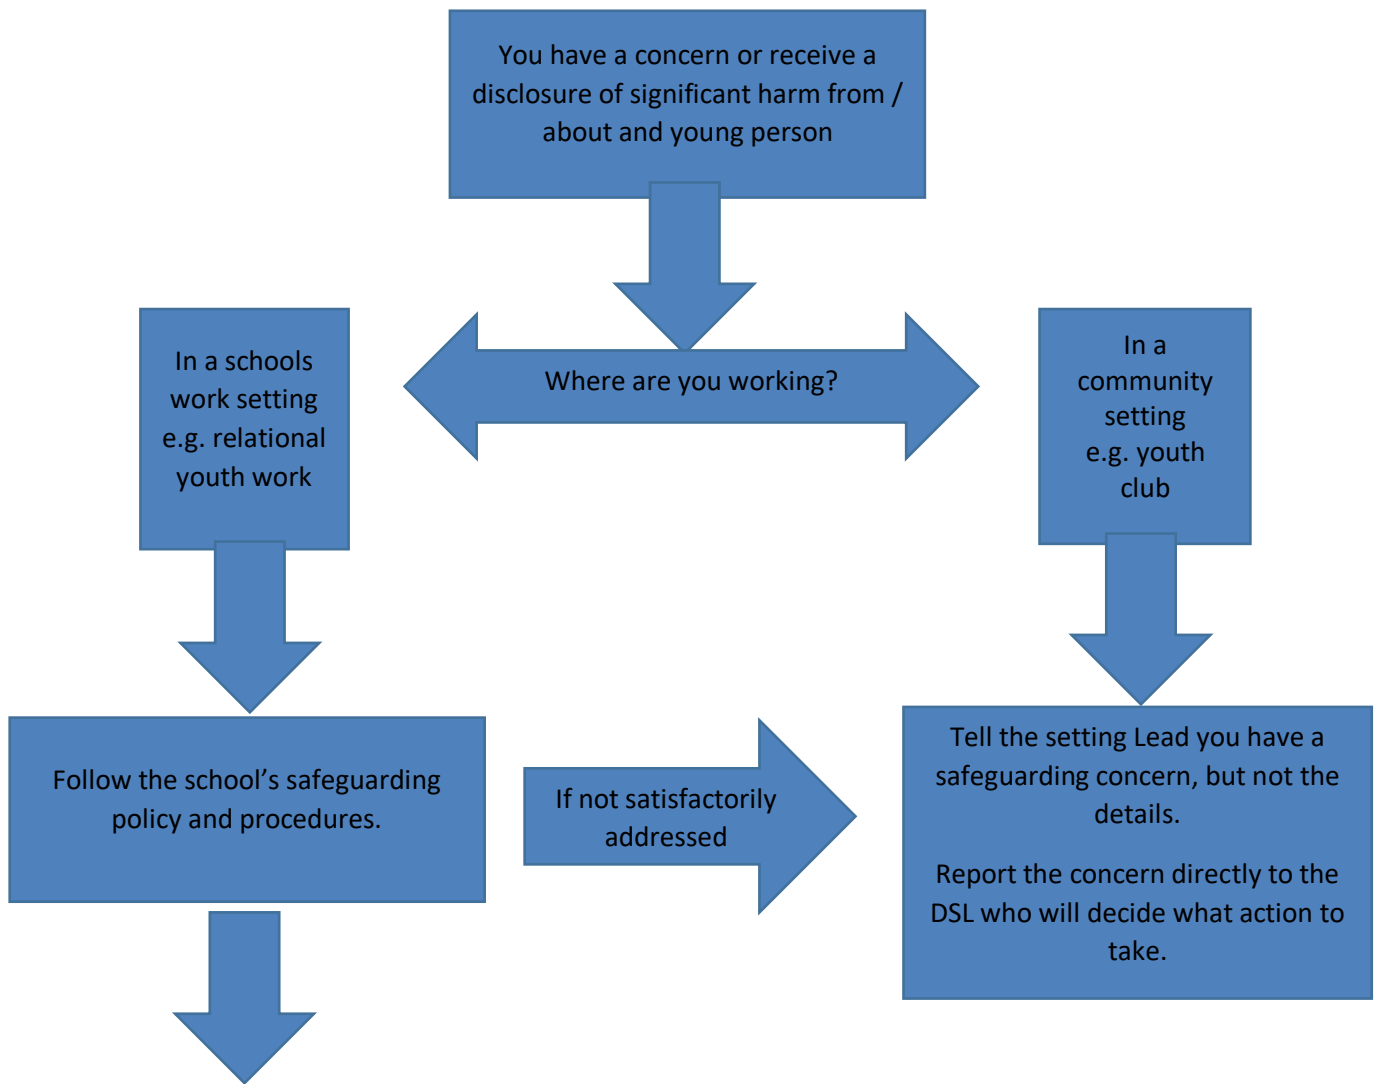 You have a concern or receive a
disclosure of significant harm from /
about and young person
Where are you working?
In a schools
work setting
e.g. relational
youth work
In a
community
setting
e.g. youth
club
Follow the school’s safeguarding
policy and procedures.
If not satisfactorily
addressed
Tell the setting Lead you have a
safeguarding concern, but not the
details.
Report the concern directly to the
DSL who will decide what action to
take.